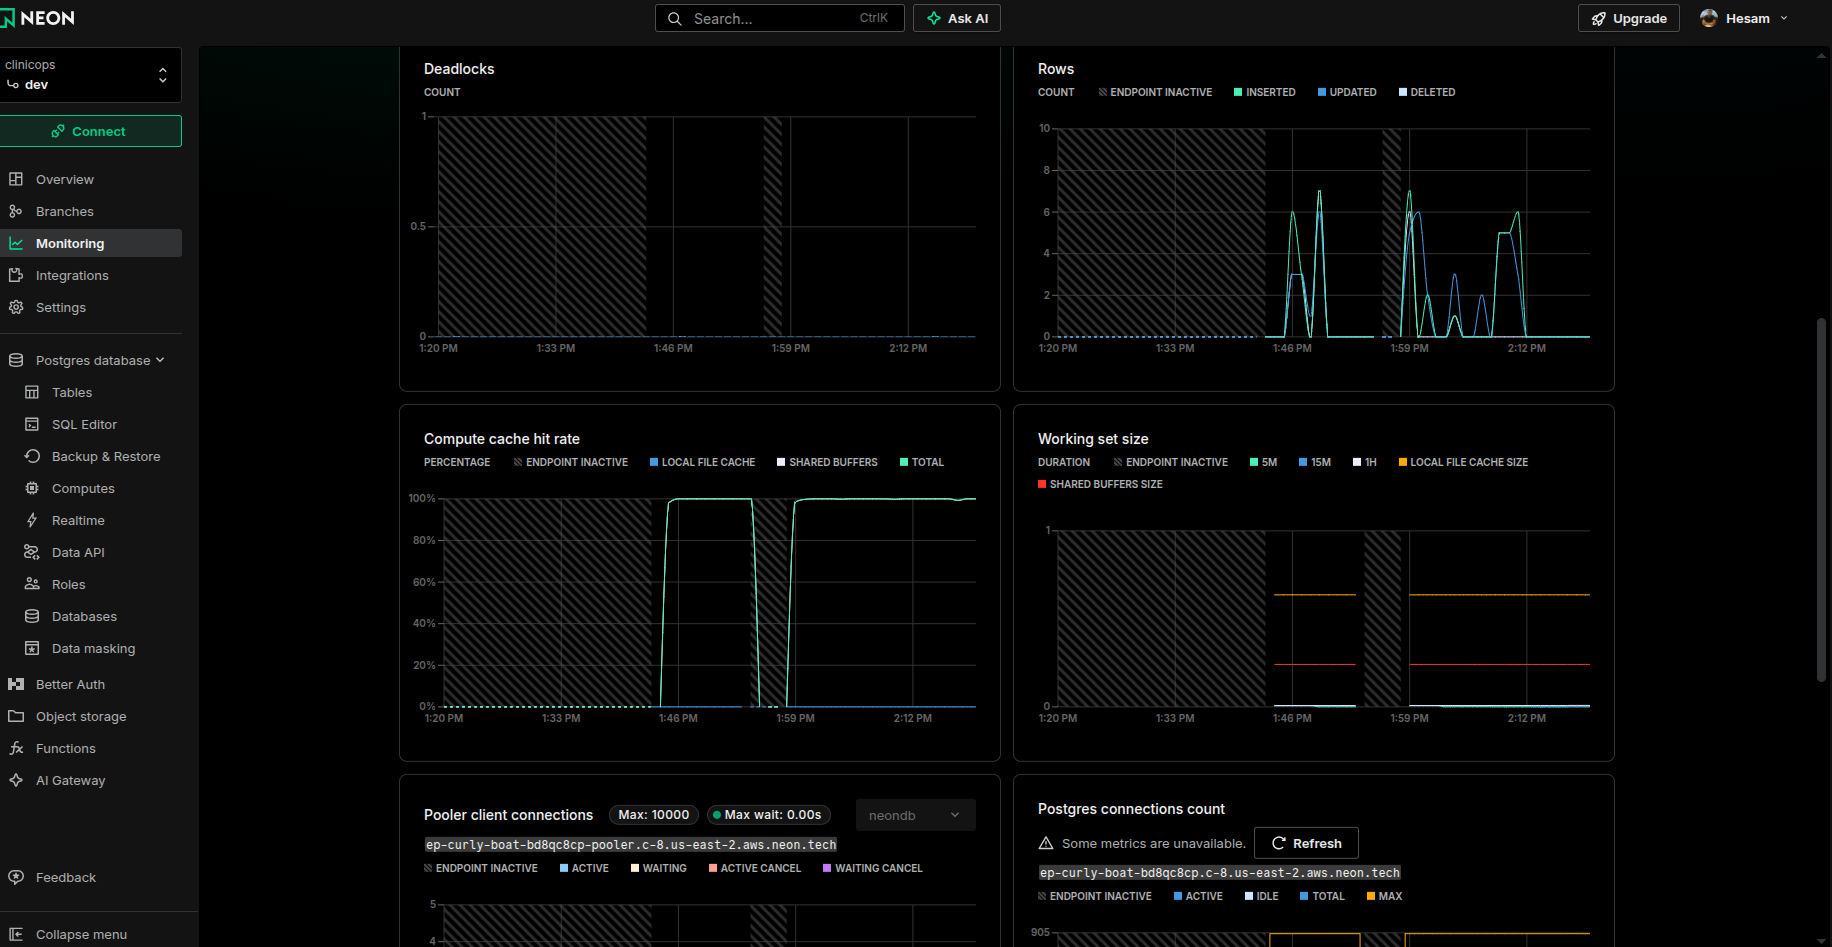 NEON
Search...
CtrlK
Ask AI
Upgrade
Hesam
clinicops
dev
Connect
Overview
Branches
Monitoring
Integrations
Settings
Postgres database
Tables
SQL Editor
Backup & Restore
Computes
Realtime
Data API
Roles
Databases
Data masking
Better Auth
Object storage
Functions
AI Gateway
Feedback
Collapse menu
Deadlocks
COUNT
1
0.5
0
1:20 PM 1:33 PM 1:46 PM 1:59 PM 2:12 PM
Rows
COUNT ENDPOINT INACTIVE INSERTED UPDATED DELETED
10
8
6
4
2
0
1:20 PM 1:33 PM 1:46 PM 1:59 PM 2:12 PM
Compute cache hit rate
PERCENTAGE ENDPOINT INACTIVE LOCAL FILE CACHE SHARED BUFFERS TOTAL
100%
80%
60%
40%
20%
0%
1:20 PM 1:33 PM 1:46 PM 1:59 PM 2:12 PM
Working set size
DURATION ENDPOINT INACTIVE 5M 15M 1H LOCAL FILE CACHE SIZE
SHARED BUFFERS SIZE
1
0
1:20 PM 1:33 PM 1:46 PM 1:59 PM 2:12 PM
Pooler client connections Max: 10000 Max wait: 0.00s neondb
ep-curly-boat-bd8qc8cp-pooler.c-8.us-east-2.aws.neon.tech
ENDPOINT INACTIVE ACTIVE WAITING ACTIVE CANCEL WAITING CANCEL
5
4
Postgres connections count
Some metrics are unavailable. Refresh
ep-curly-boat-bd8qc8cp.c-8.us-east-2.aws.neon.tech
ENDPOINT INACTIVE ACTIVE IDLE TOTAL MAX
905